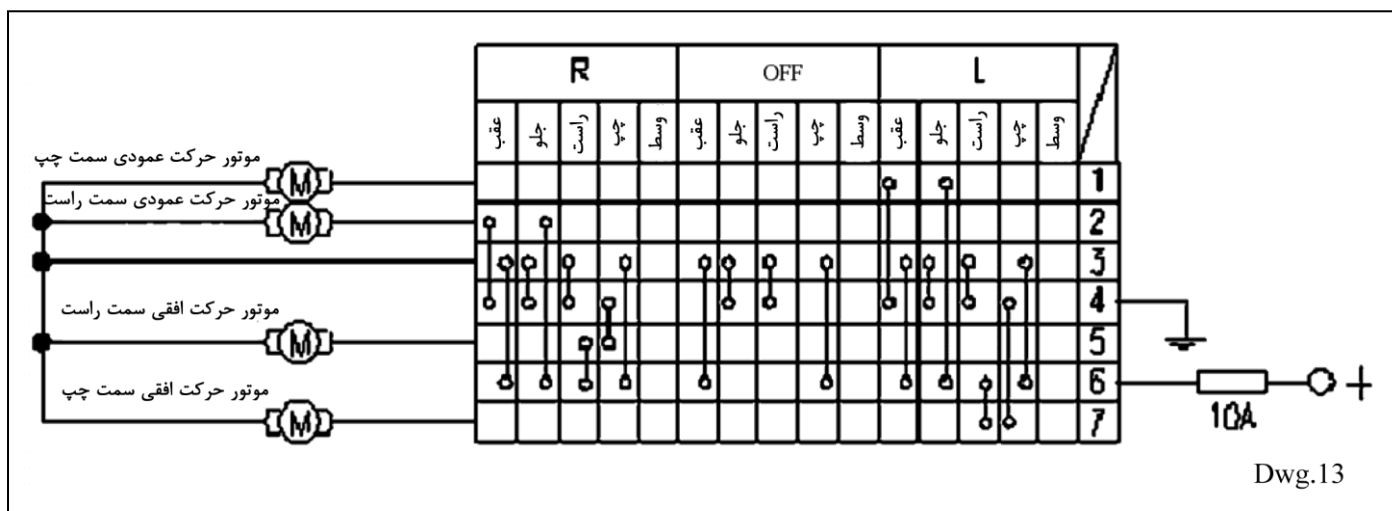 R OFF L
عقب جلو راست چپ وسط عقب جلو راست چپ وسط عقب جلو راست چپ وسط
موتور حرکت عمودی سمت چپ
M 1
موتور حرکت عمودی سمت راست
M 2
3
4
موتور حرکت افقی سمت راست
M 5
6 +
10A
موتور حرکت افقی سمت چپ
M 7
Dwg.13